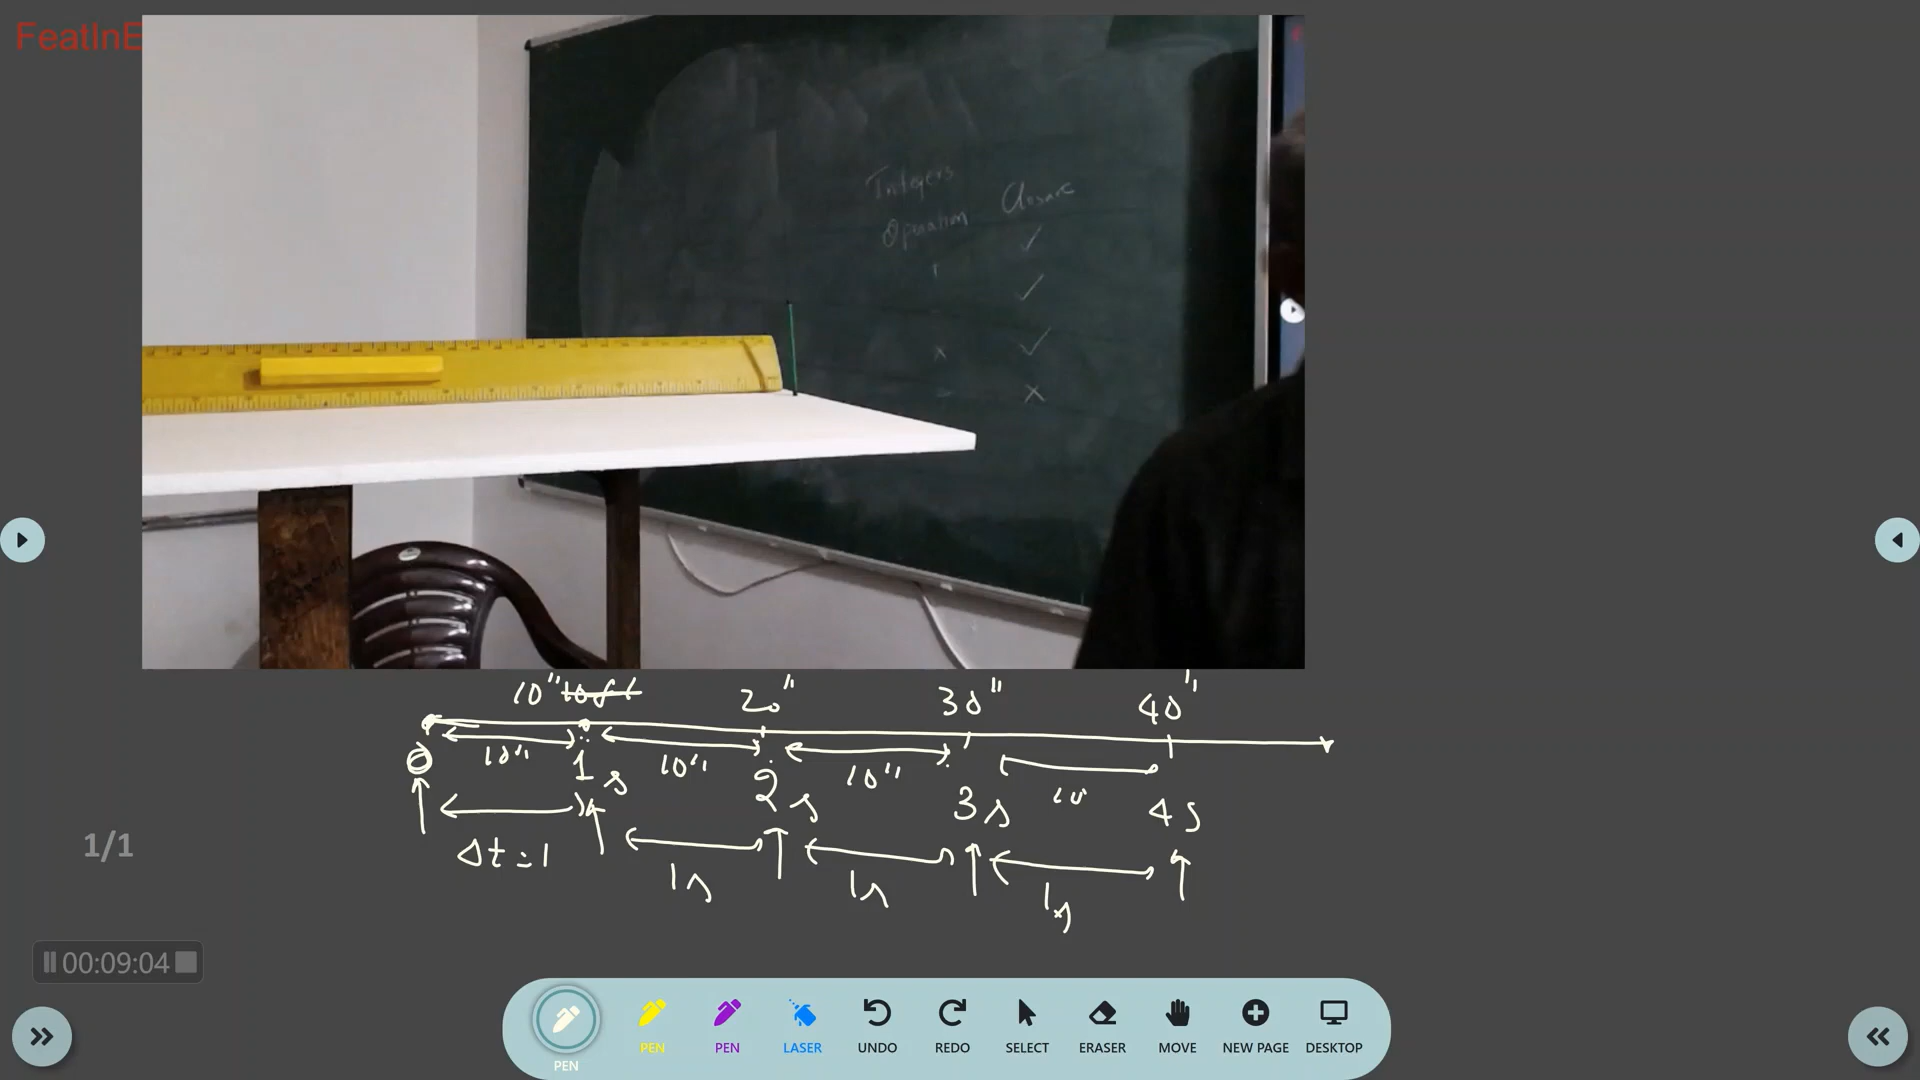 FeatInE
Integers
Operation Closure
✓
✓
× ✓
×
10" 10ft 20" 30" 40"
0 10" 1s 10" 2s 10" 3s 10 4s
Δt=1 1s 1s 1s
1/1
00:09:04
PEN PEN PEN LASER UNDO REDO SELECT ERASER MOVE NEW PAGE DESKTOP